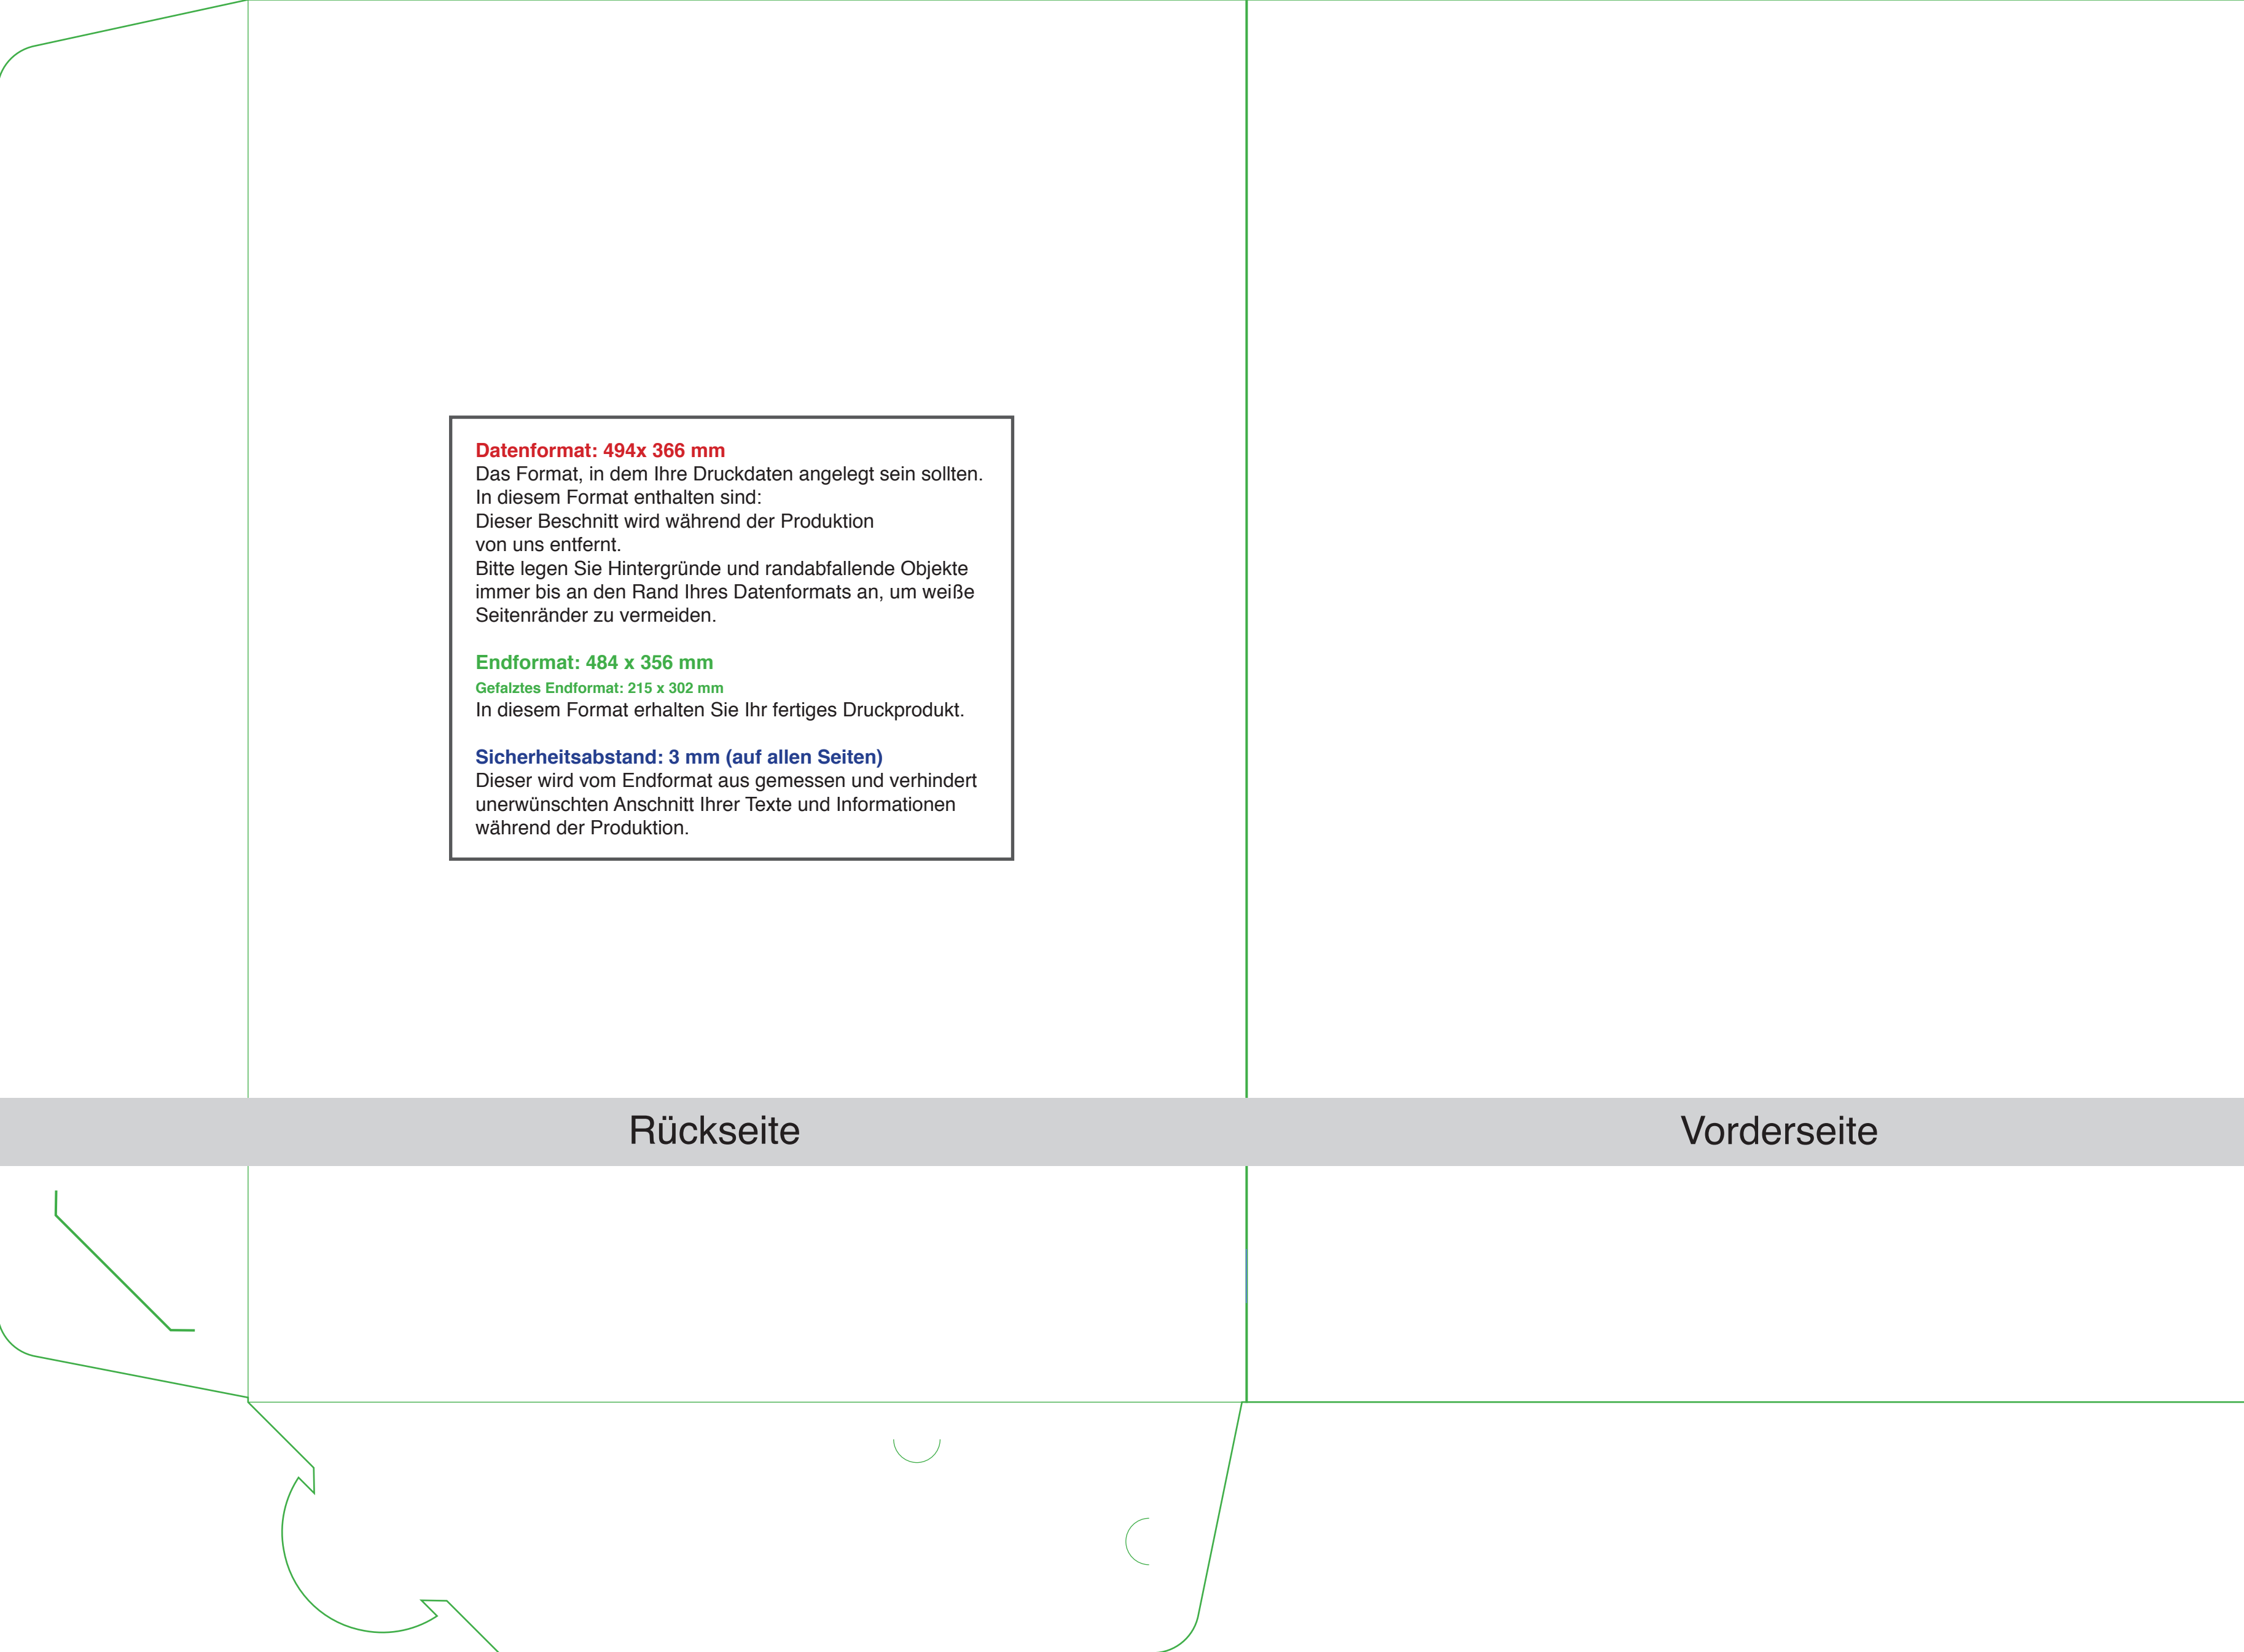 Datenformat: 494x 366 mm
Das Format, in dem Ihre Druckdaten angelegt sein sollten.
In diesem Format enthalten sind:
Dieser Beschnitt wird während der Produktion
von uns entfernt.
Bitte legen Sie Hintergründe und randabfallende Objekte
immer bis an den Rand Ihres Datenformats an, um weiße
Seitenränder zu vermeiden.
Endformat: 484 x 356 mm
Gefalztes Endformat: 215 x 302 mm
In diesem Format erhalten Sie Ihr fertiges Druckprodukt.
Sicherheitsabstand: 3 mm (auf allen Seiten)
Dieser wird vom Endformat aus gemessen und verhindert
unerwünschten Anschnitt Ihrer Texte und Informationen
während der Produktion.
Rückseite
Vorderseite